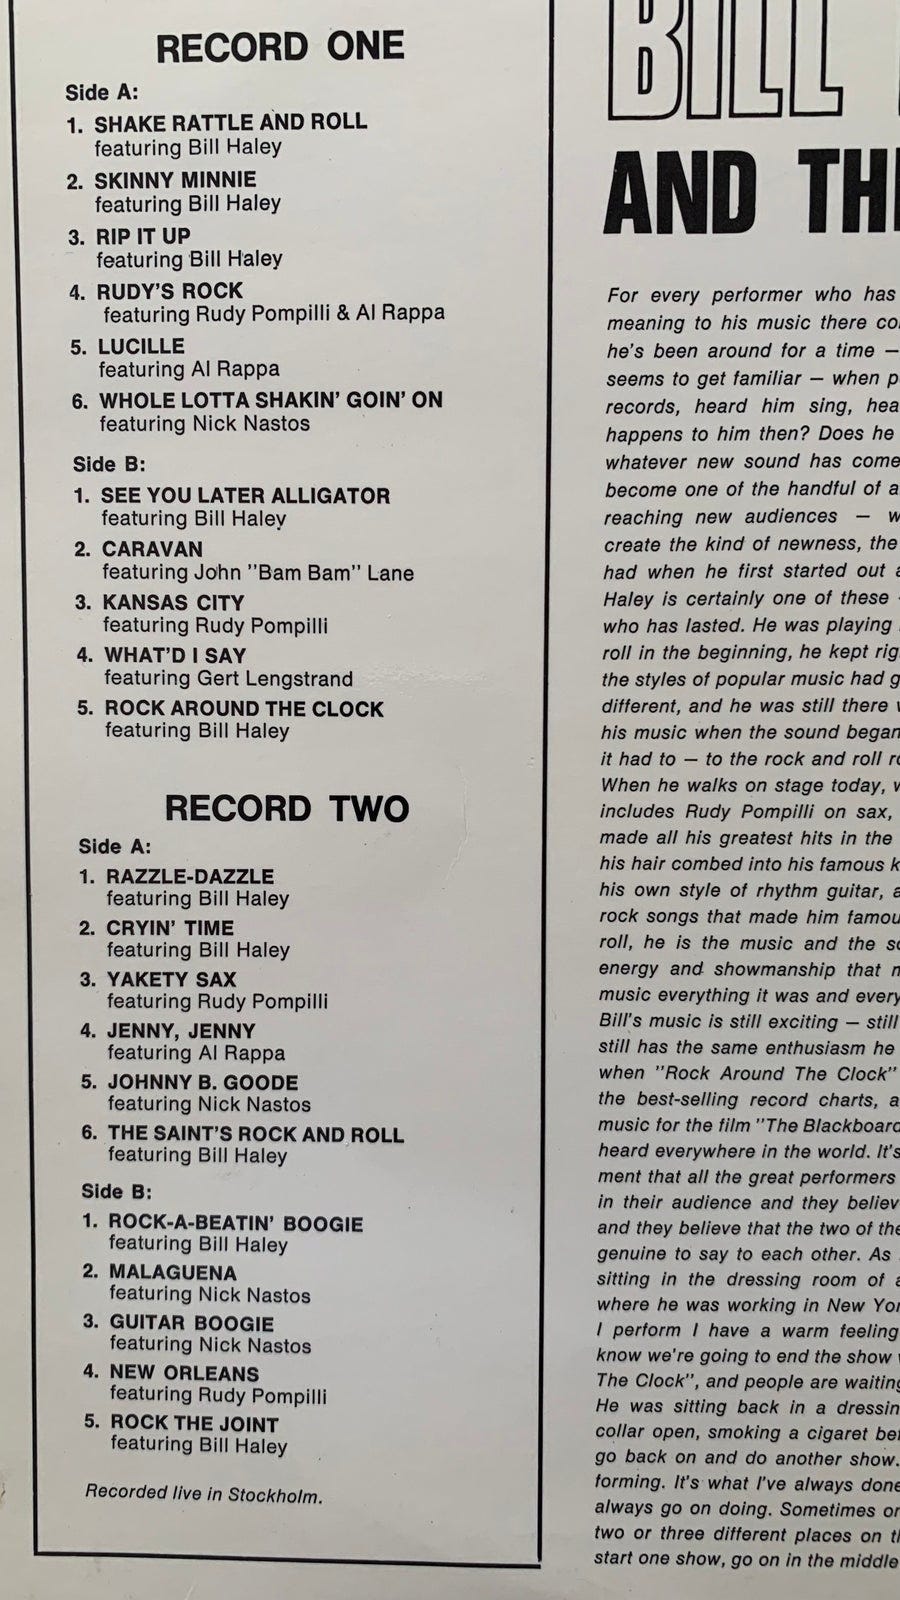 RECORD ONE
Side A:
1. SHAKE RATTLE AND ROLL
featuring Bill Haley
2. SKINNY MINNIE
featuring Bill Haley
3. RIP IT UP
featuring Bill Haley
4. RUDY'S ROCK
featuring Rudy Pompilli & Al Rappa
5. LUCILLE
featuring Al Rappa
6. WHOLE LOTTA SHAKIN' GOIN' ON
featuring Nick Nastos
Side B:
1. SEE YOU LATER ALLIGATOR
featuring Bill Haley
2. CARAVAN
featuring John "Bam Bam" Lane
3. KANSAS CITY
featuring Rudy Pompilli
4. WHAT'D I SAY
featuring Gert Lengstrand
5. ROCK AROUND THE CLOCK
featuring Bill Haley
RECORD TWO
Side A:
1. RAZZLE-DAZZLE
featuring Bill Haley
2. CRYIN' TIME
featuring Bill Haley
3. YAKETY SAX
featuring Rudy Pompilli
4. JENNY, JENNY
featuring Al Rappa
5. JOHNNY B. GOODE
featuring Nick Nastos
6. THE SAINT'S ROCK AND ROLL
featuring Bill Haley
Side B:
1. ROCK-A-BEATIN' BOOGIE
featuring Bill Haley
2. MALAGUENA
featuring Nick Nastos
3. GUITAR BOOGIE
featuring Nick Nastos
4. NEW ORLEANS
featuring Rudy Pompilli
5. ROCK THE JOINT
featuring Bill Haley
Recorded live in Stockholm.
BILL
AND
For every performer who has
meaning to his music there
he's been around for a time —
seems to get familiar — when
records, heard him sing,
happens to him then? Does he
whatever new sound has come
become one of the handful of
reaching new audiences —
create the kind of newness, the
had when he first started out
Haley is certainly one of these
who has lasted. He was playing
roll in the beginning, he kept
the styles of popular music had
different, and he was still there
his music when the sound began
it had to — to the rock and roll
When he walks on stage today,
includes Rudy Pompilli on sax,
made all his greatest hits in the
his hair combed into his famous
his own style of rhythm guitar,
rock songs that made him
roll, he is the music and the
energy and showmanship that
music everything it was and
Bill's music is still exciting — still
still has the same enthusiasm he
when "Rock Around The Clock"
the best-selling record charts,
music for the film "The
heard everywhere in the world. It's
ment that all the great performers
in their audience and they
and they believe that the two of
genuine to say to each other. As
sitting in the dressing room of
where he was working in New
I perform I have a warm feeling
know we're going to end the show
The Clock", and people are waiting
He was sitting back in a
collar open, smoking a cigaret
go back on and do another show.
forming. It's what I've always done
always go on doing. Sometimes
two or three different places on
start one show, go on in the middle